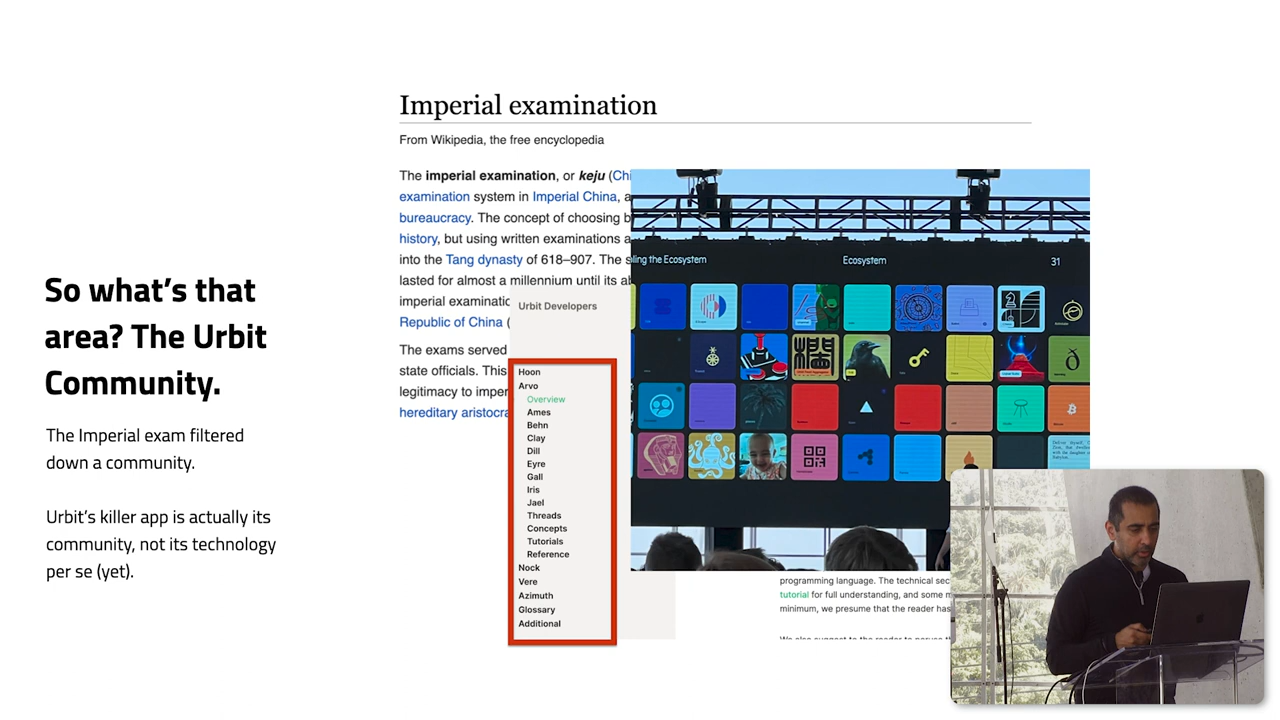 Imperial examination
From Wikipedia, the free encyclopedia
The imperial examination, or keju (Chi
examination system in Imperial China, a
bureaucracy. The concept of choosing b
history, but using written examinations a
into the Tang dynasty of 618–907. The s
lasted for almost a millennium until its ab
imperial examinatic
Republic of China (
The exams served
state officials. This
legitimacy to imper
hereditary aristocra
ling the Ecosystem
Ecosystem
31
So what's that
area? The Urbit
Community.
The Imperial exam filtered
down a community.
Urbit's killer app is actually its
community, not its technology
per se (yet).
Urbit Developers
Hoon
Arvo
Overview
Ames
Behn
Clay
Dill
Eyre
Gall
Iris
Jael
Threads
Concepts
Tutorials
Reference
Nock
Vere
Azimuth
Glossary
Additional
programming language. The technical sec
tutorial for full understanding, and some m
minimum, we presume that the reader has